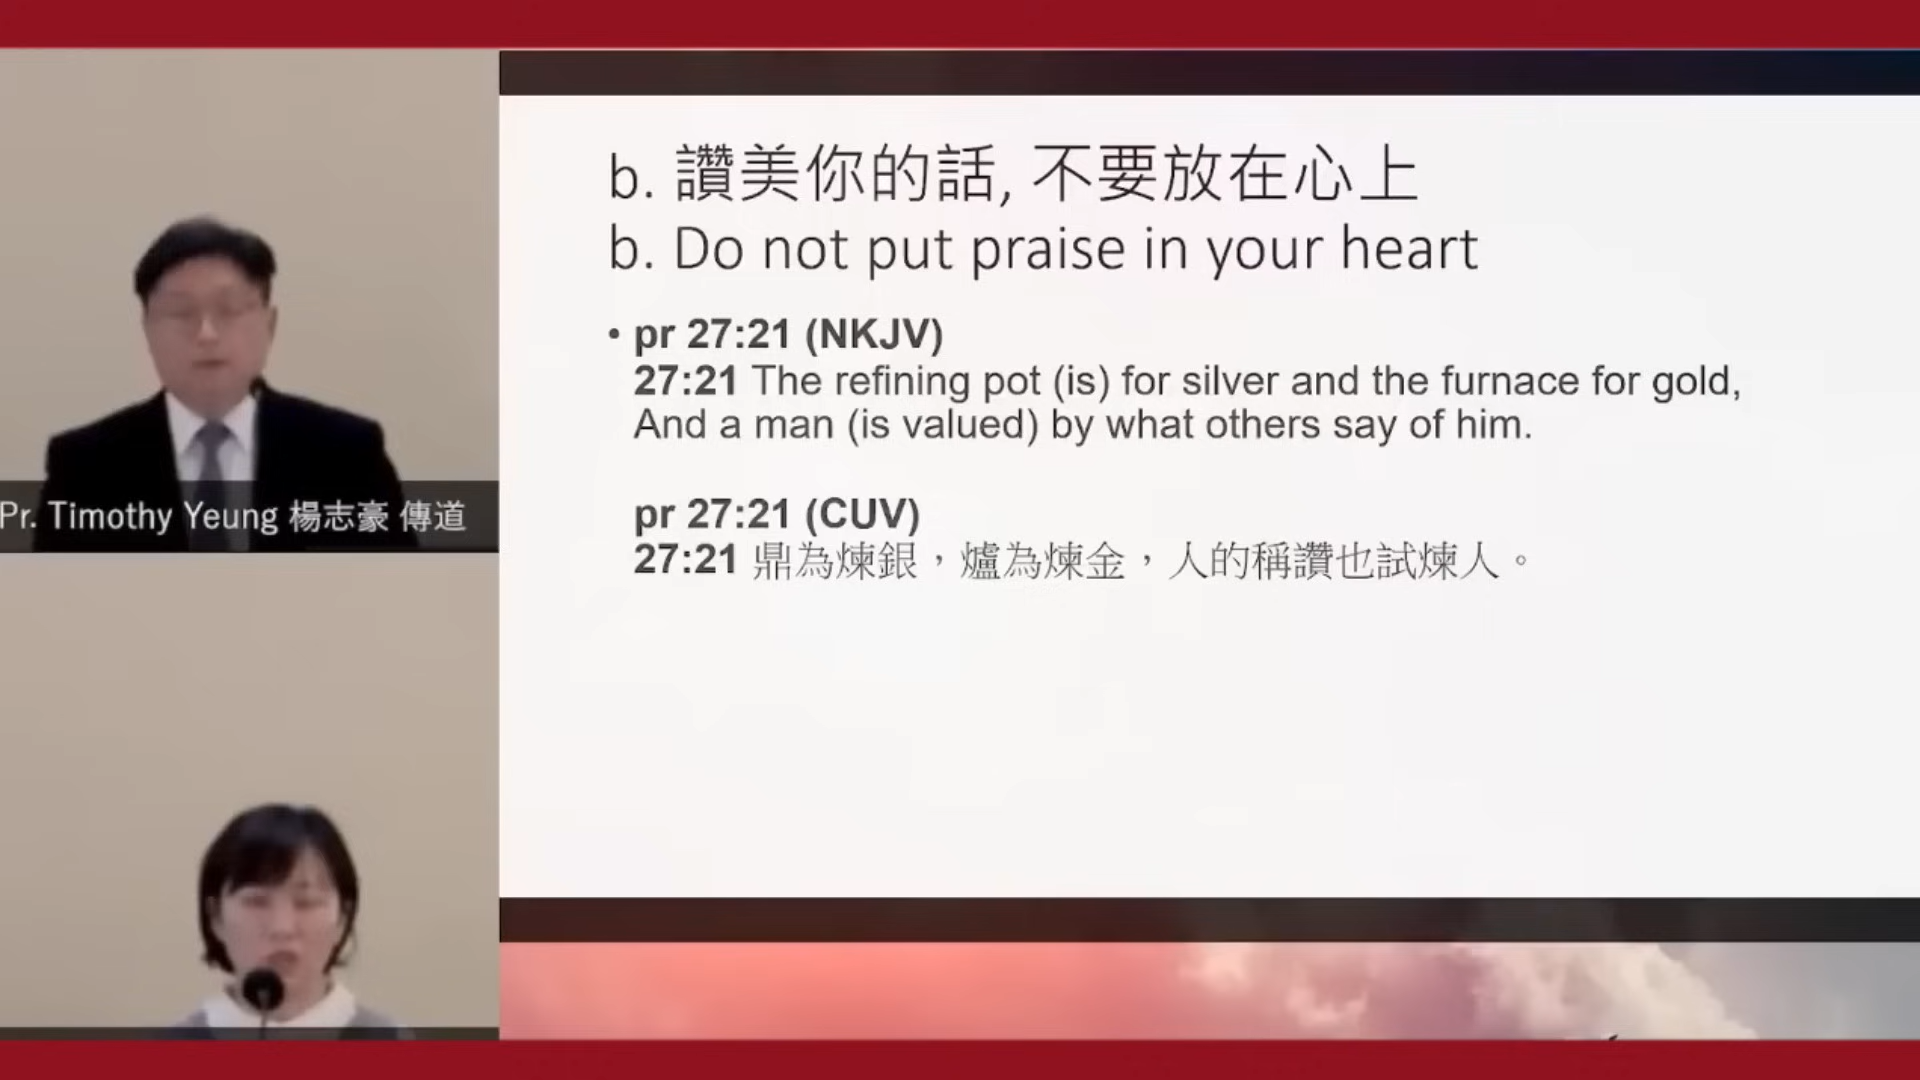 b. 讚美你的話, 不要放在心上
b. Do not put praise in your heart
• pr 27:21 (NKJV)
27:21 The refining pot (is) for silver and the furnace for gold,
And a man (is valued) by what others say of him.
pr 27:21 (CUV)
27:21 鼎為煉銀，爐為煉金，人的稱讚也試煉人。
Pr. Timothy Yeung 楊志豪 傳道